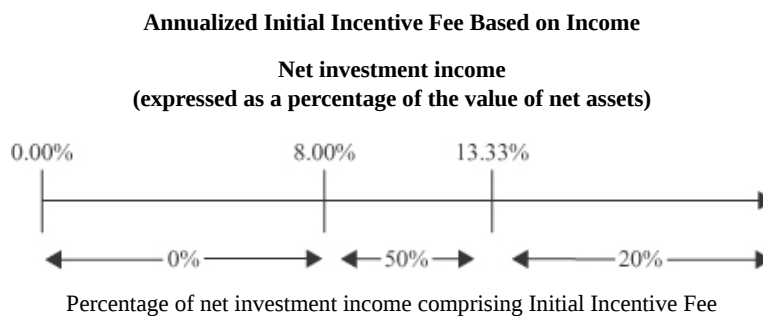 Annualized Initial Incentive Fee Based on Income
Net investment income
(expressed as a percentage of the value of net assets)
0.00% 8.00% 13.33%
0% 50% 20%
Percentage of net investment income comprising Initial Incentive Fee